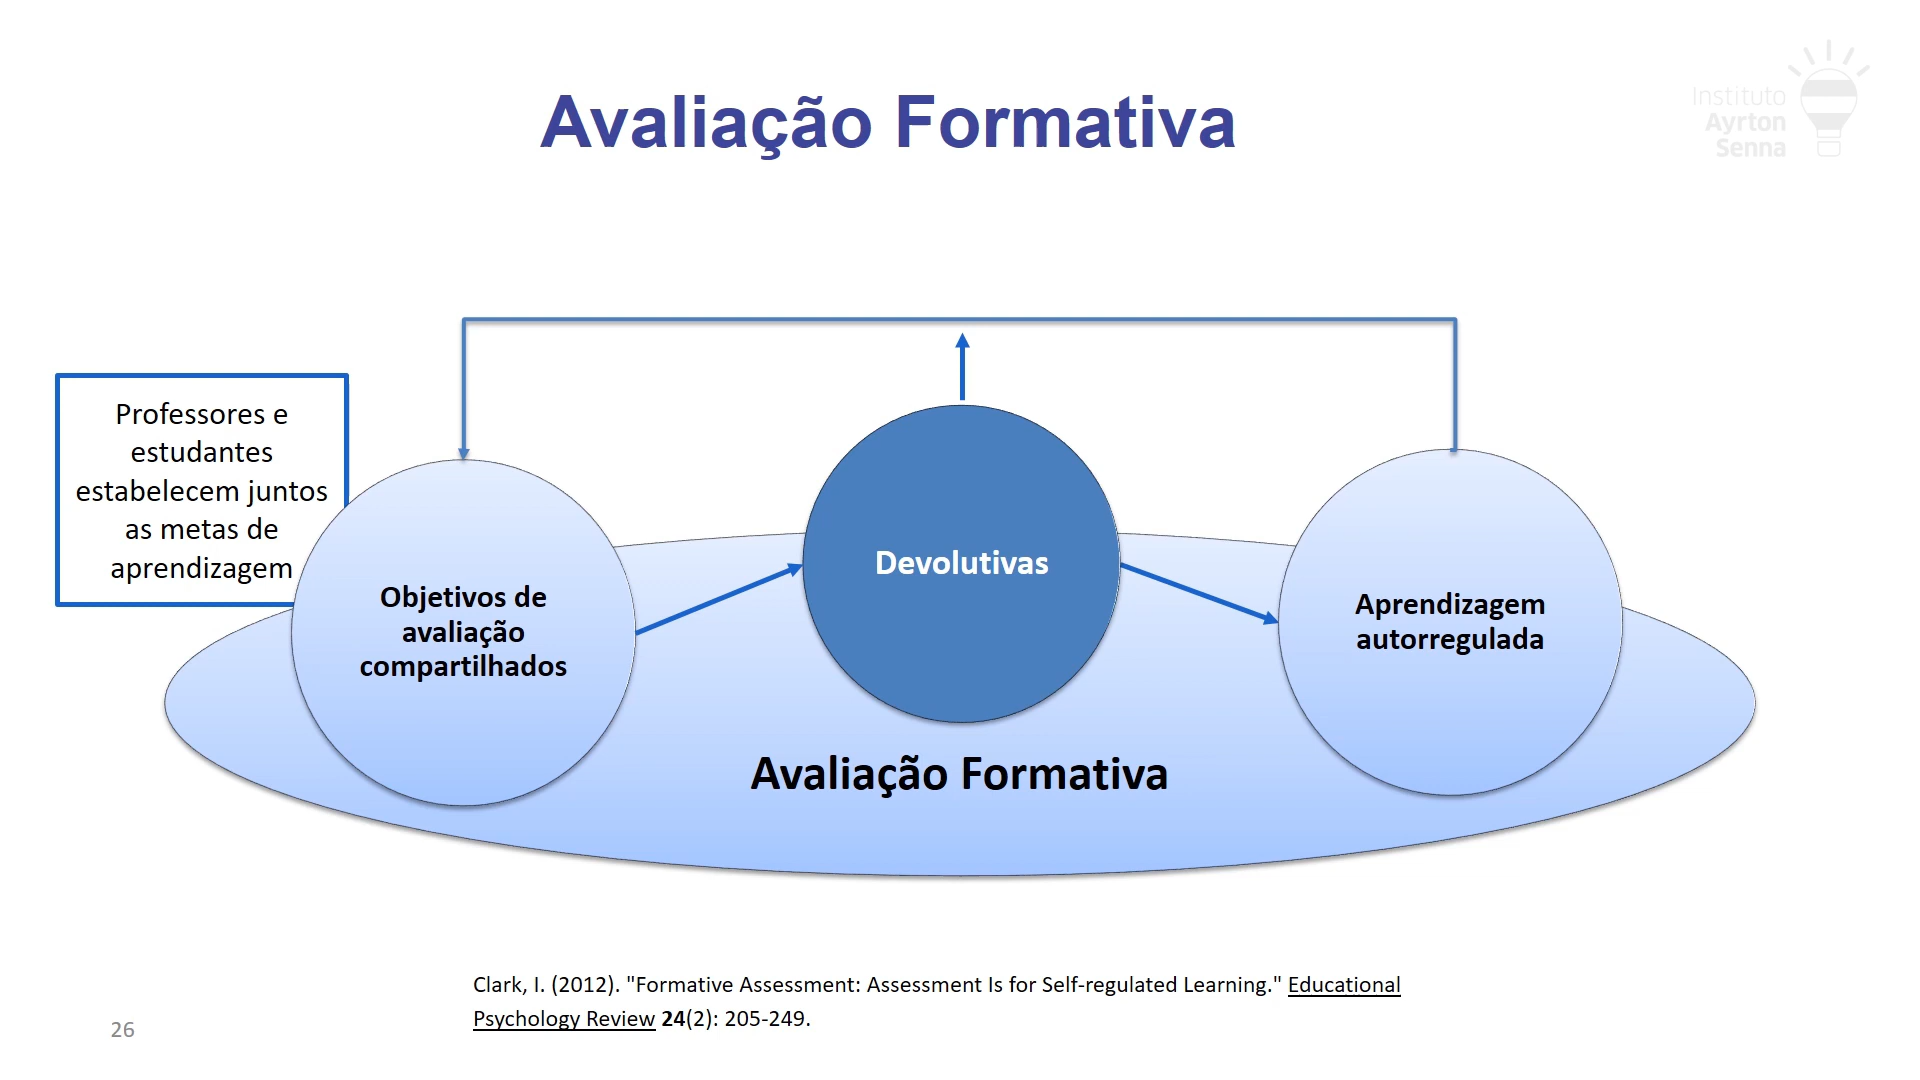 Avaliação Formativa
Instituto
Ayrton
Senna
Professores e
estudantes
estabelecem juntos
as metas de
aprendizagem
Objetivos de
avaliação
compartilhados
Devolutivas
Aprendizagem
autorregulada
Avaliação Formativa
Clark, I. (2012). "Formative Assessment: Assessment Is for Self-regulated Learning." Educational
Psychology Review 24(2): 205-249.
26